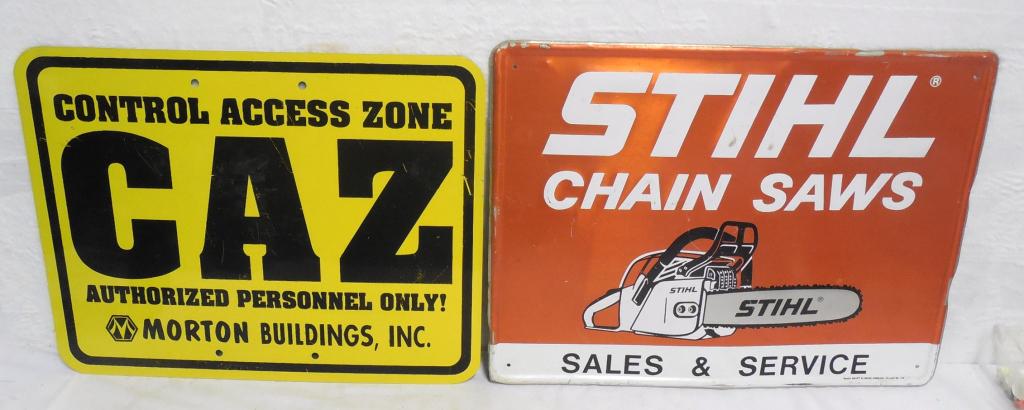 CONTROL ACCESS ZONE
CAZ
AUTHORIZED PERSONNEL ONLY!
MORTON BUILDINGS, INC.
STIHL®
CHAIN SAWS
STIHL
STIHL®
SALES & SERVICE